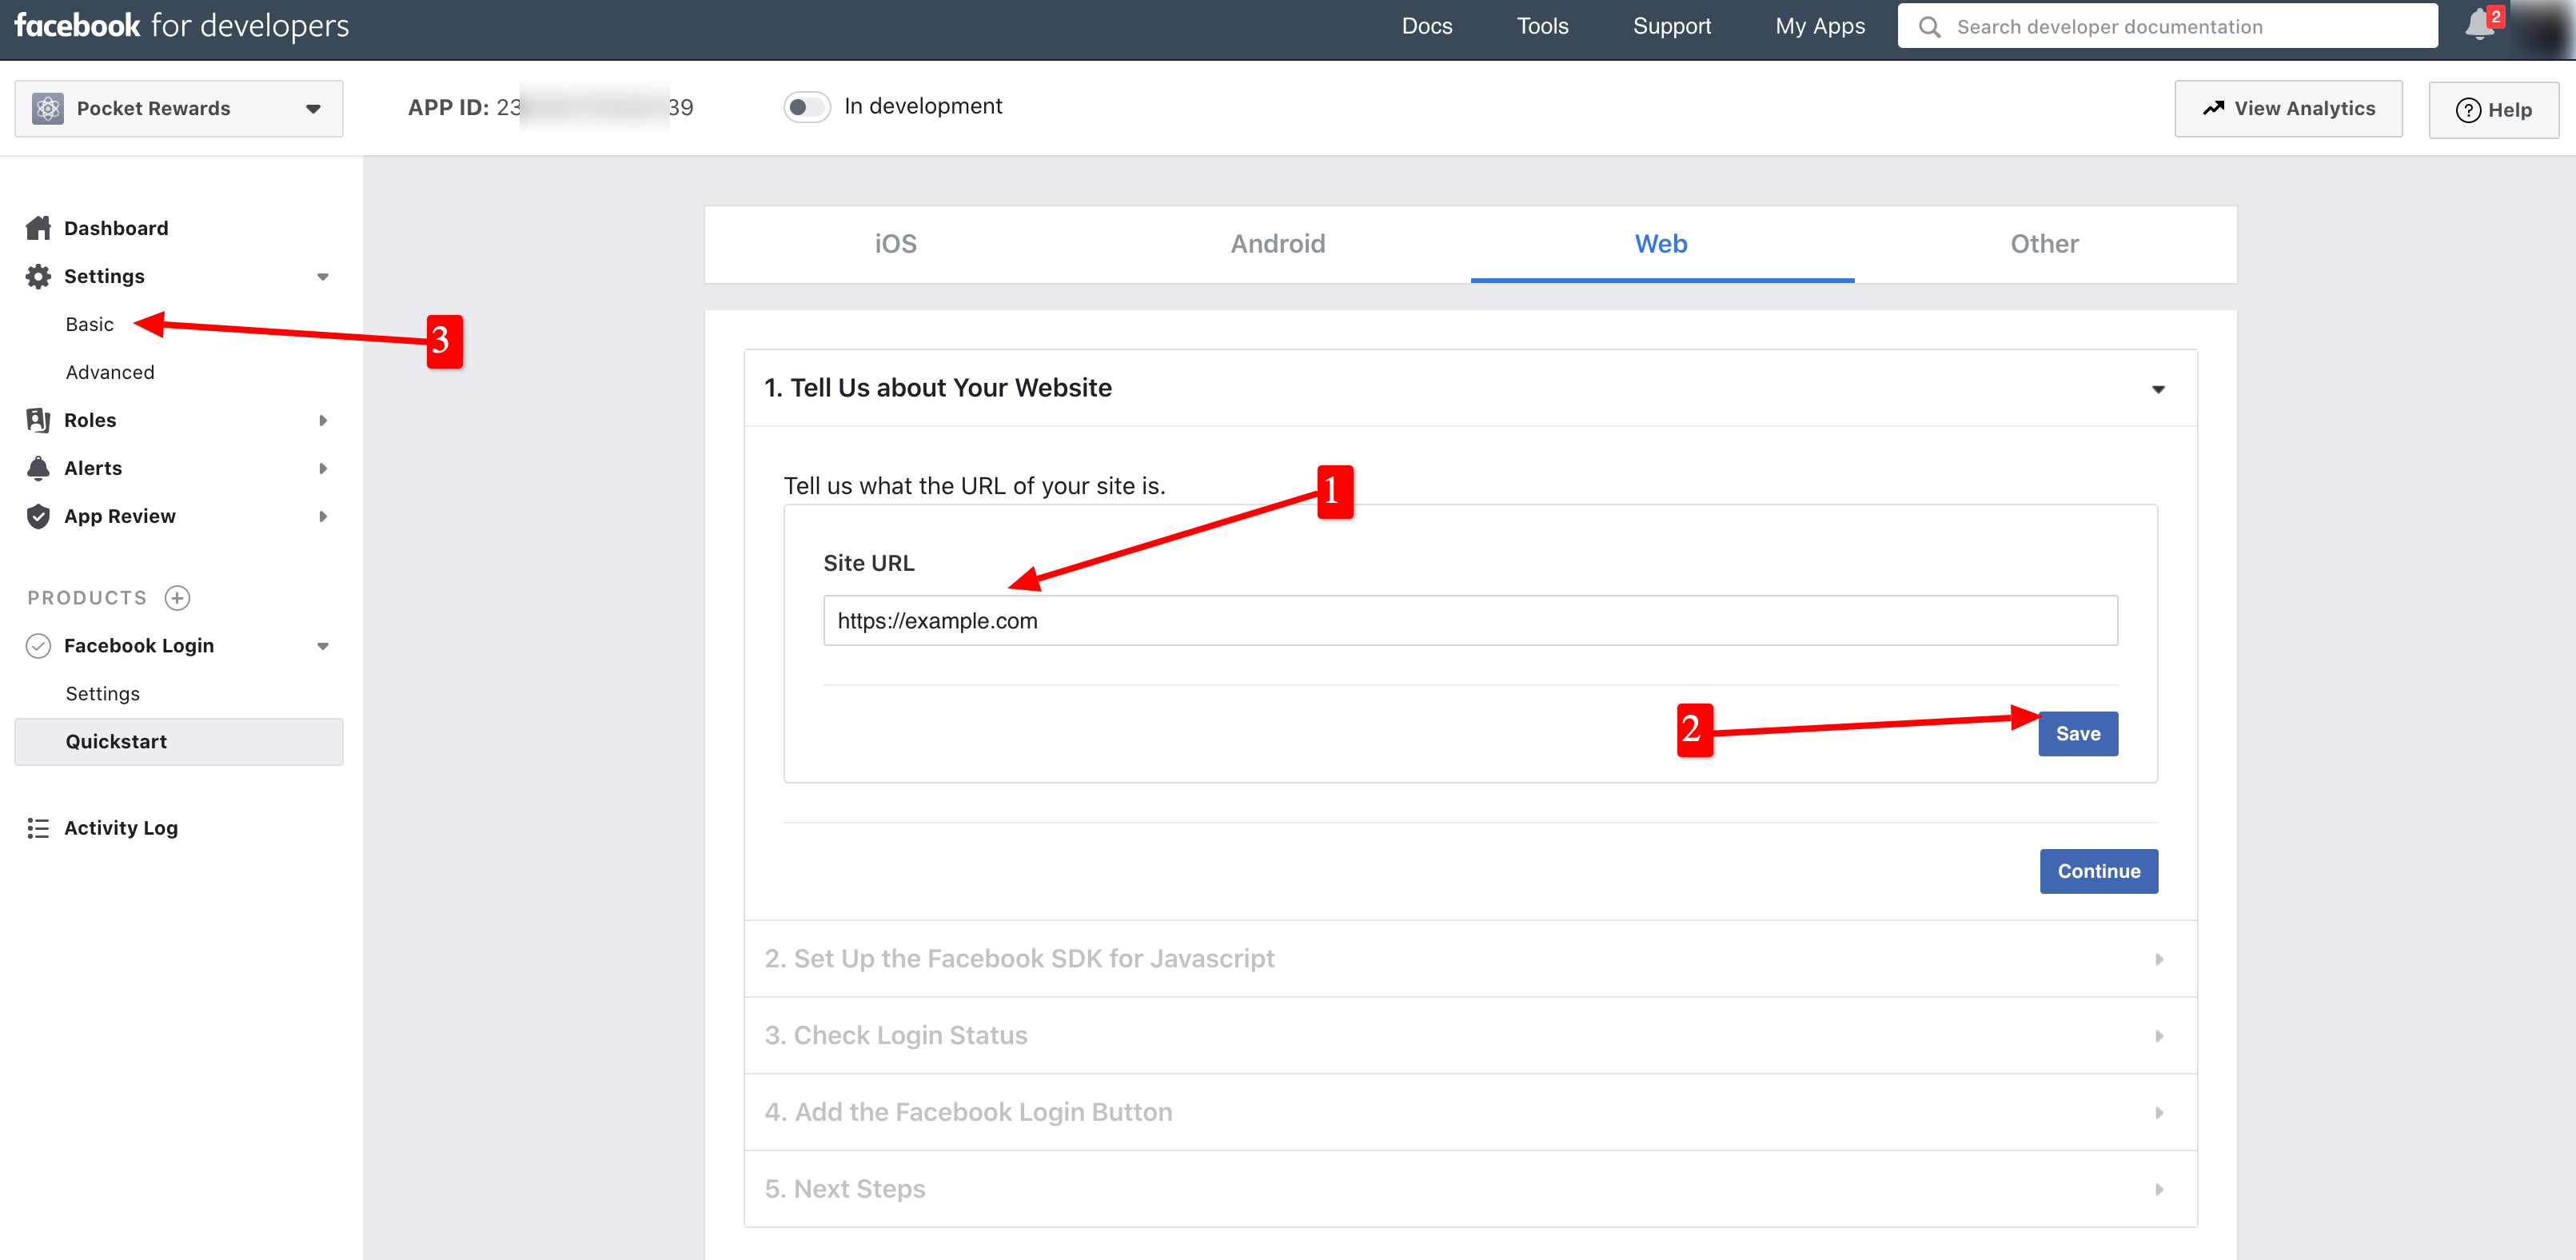 facebook for developers Docs Tools Support My Apps Search developer documentation 2
Pocket Rewards APP ID: 23 39 In development View Analytics Help
iOS Android Web Other
Dashboard
Settings
Basic
3
Advanced
Roles
Alerts
App Review
PRODUCTS
Facebook Login
Settings
Quickstart
Activity Log
1. Tell Us about Your Website
Tell us what the URL of your site is.
1
Site URL
https://example.com
2
Save
Continue
2. Set Up the Facebook SDK for Javascript
3. Check Login Status
4. Add the Facebook Login Button
5. Next Steps